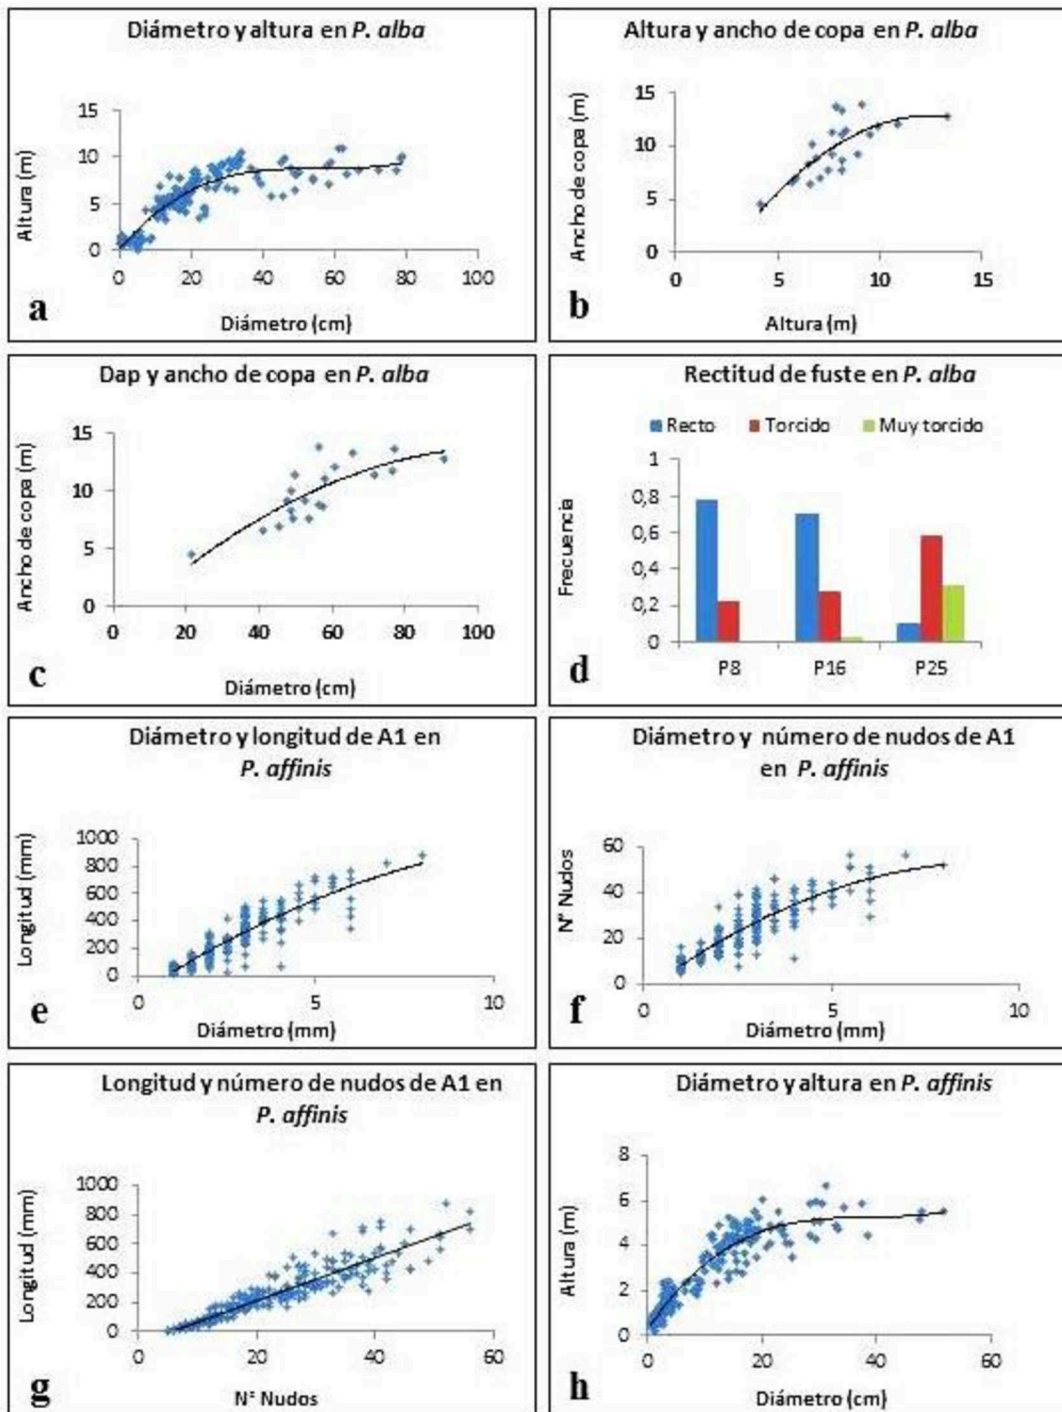 Diámetro y altura en P. alba
Altura (m)
15
10
5
0
0 20 40 60 80 100
Diámetro (cm)
a
Altura y ancho de copa en P. alba
Ancho de copa (m)
15
10
5
0
0 5 10 15
Altura (m)
b
Dap y ancho de copa en P. alba
Ancho de copa (m)
15
10
5
0
0 20 40 60 80 100
Diámetro (cm)
c
Rectitud de fuste en P. alba
Recto Torcido Muy torcido
Frecuencia
1
0,8
0,6
0,4
0,2
0
P8 P16 P25
d
Diámetro y longitud de A1 en
P. affinis
Longitud (mm)
1000
800
600
400
200
0
0 5 10
Diámetro (mm)
e
Diámetro y número de nudos de A1
en P. affinis
N° Nudos
60
40
20
0
0 5 10
Diámetro (mm)
f
Longitud y número de nudos de A1 en
P. affinis
Longitud (mm)
1000
800
600
400
200
0
0 20 40 60
N° Nudos
g
Diámetro y altura en P. affinis
Altura (m)
8
6
4
2
0
0 20 40 60
Diámetro (cm)
h